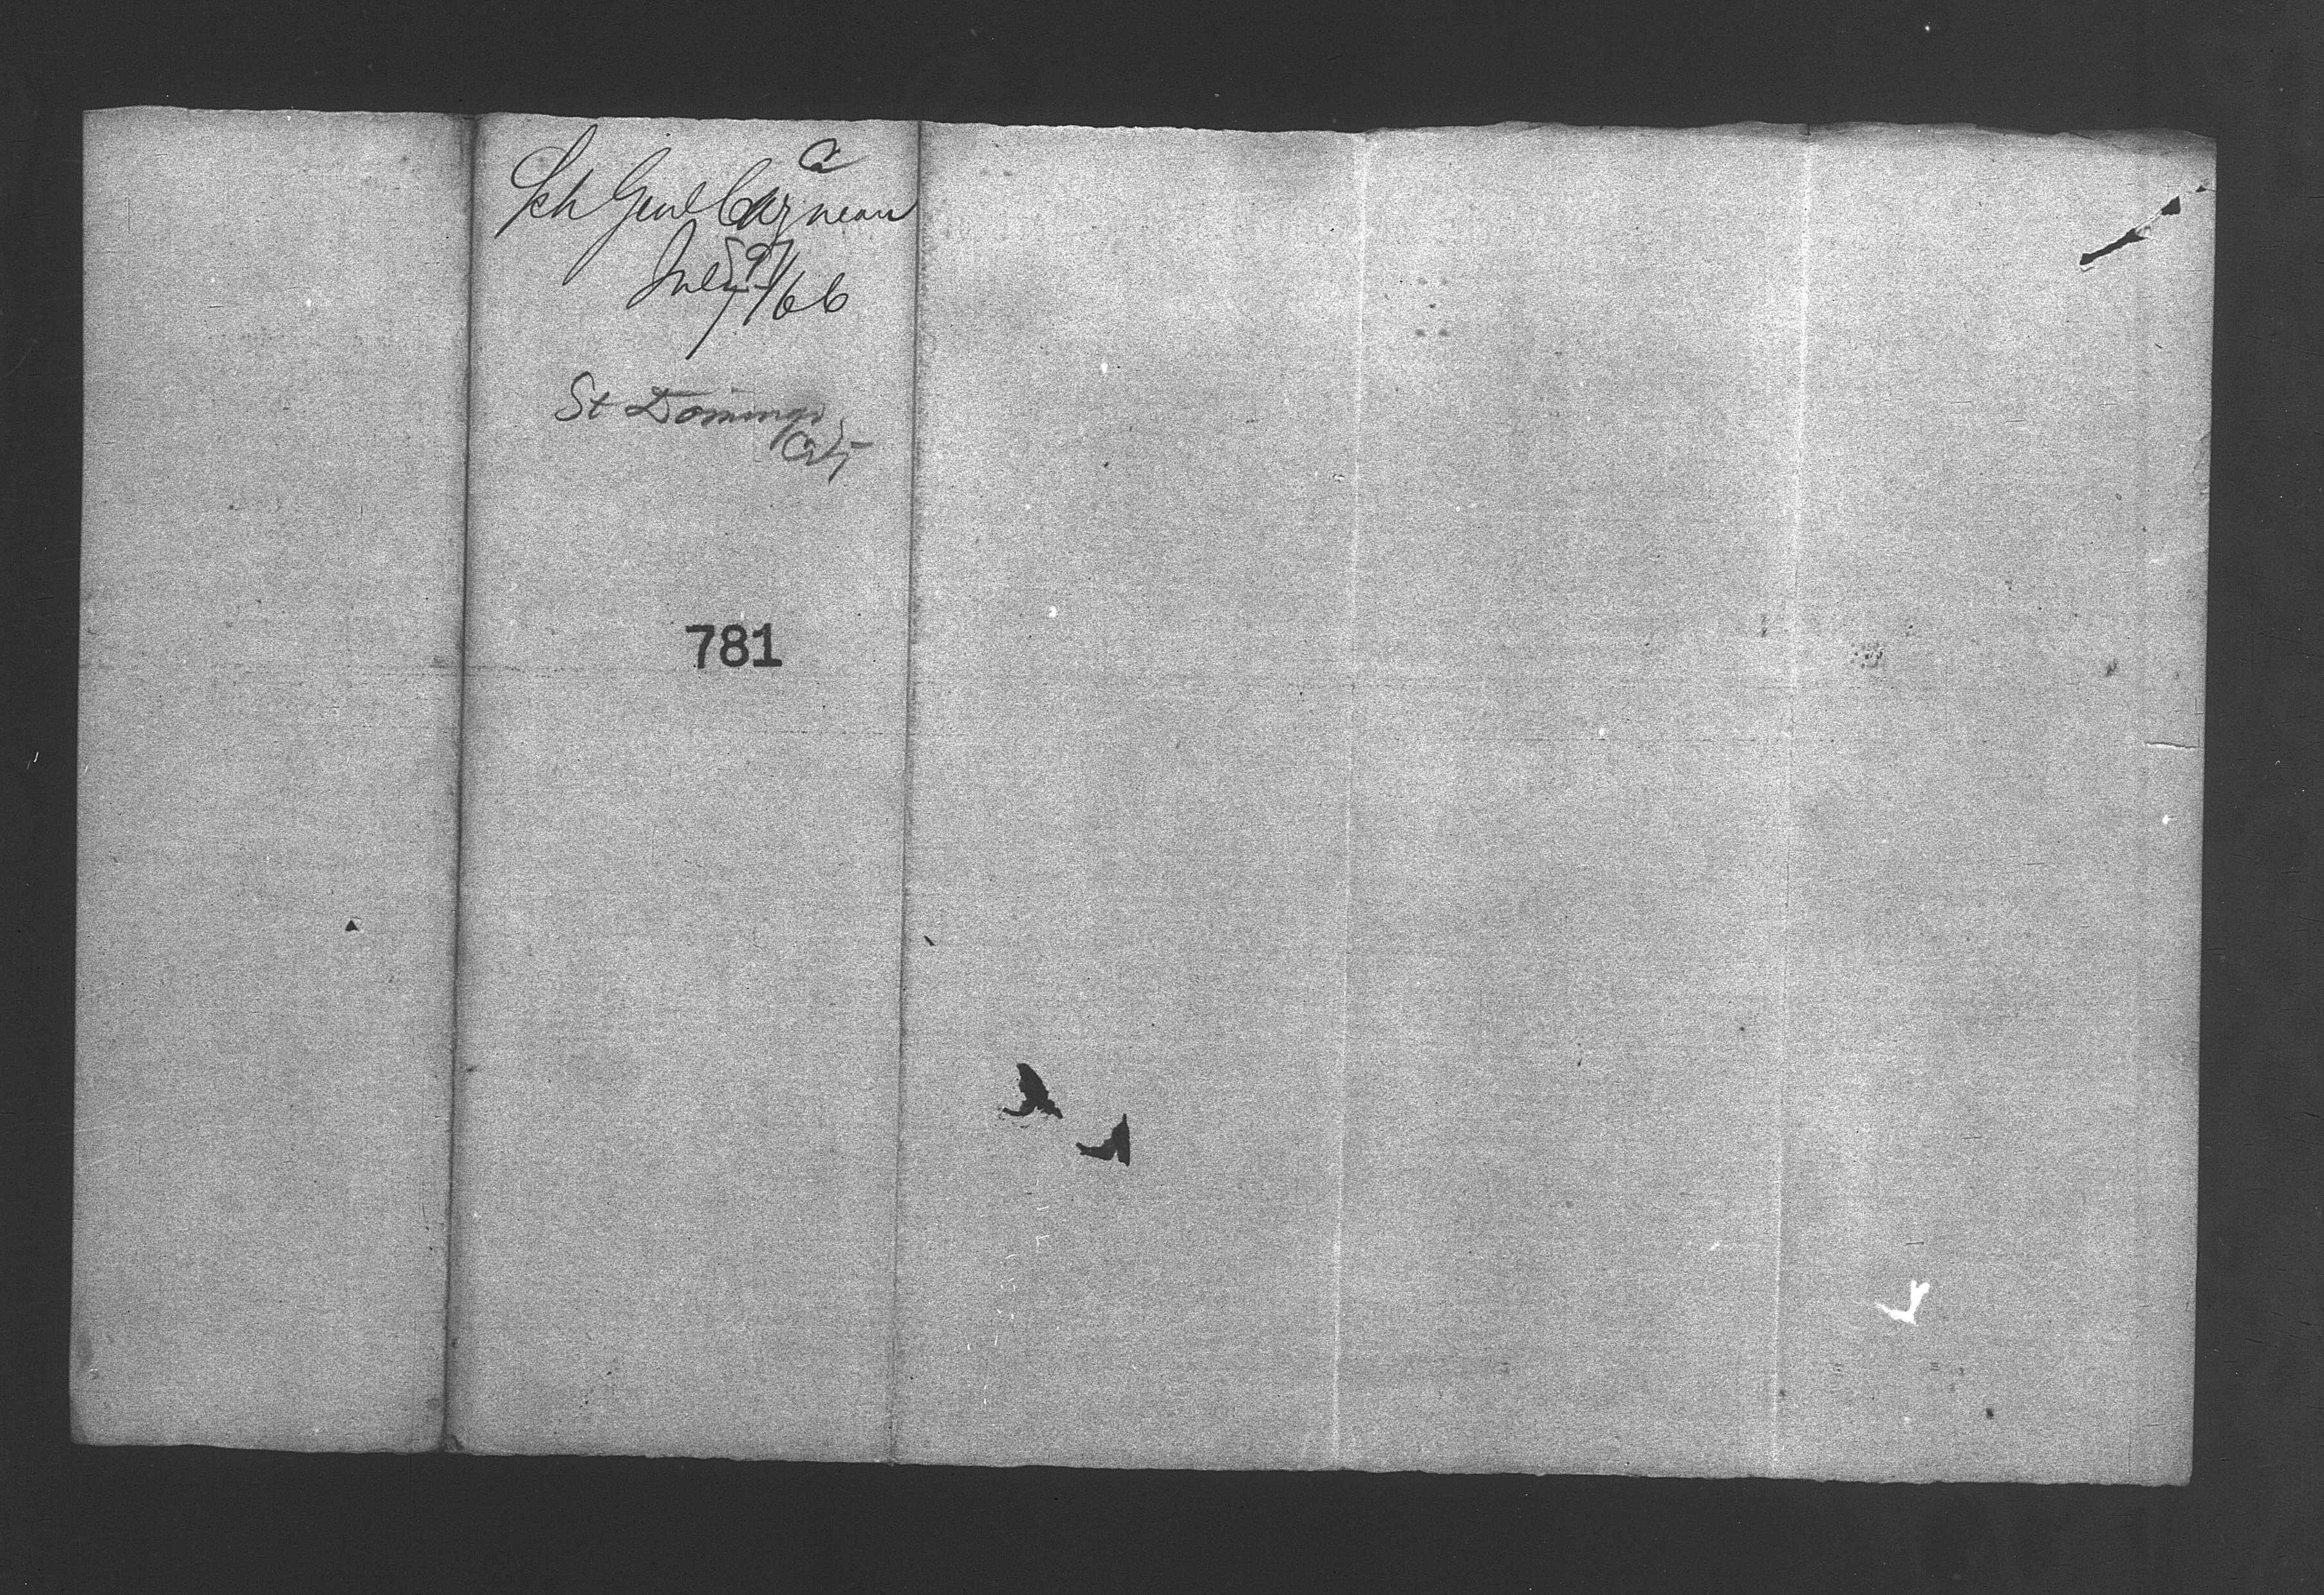 Sch Genl Cazneau
July 9/66
St Domingo
City
781